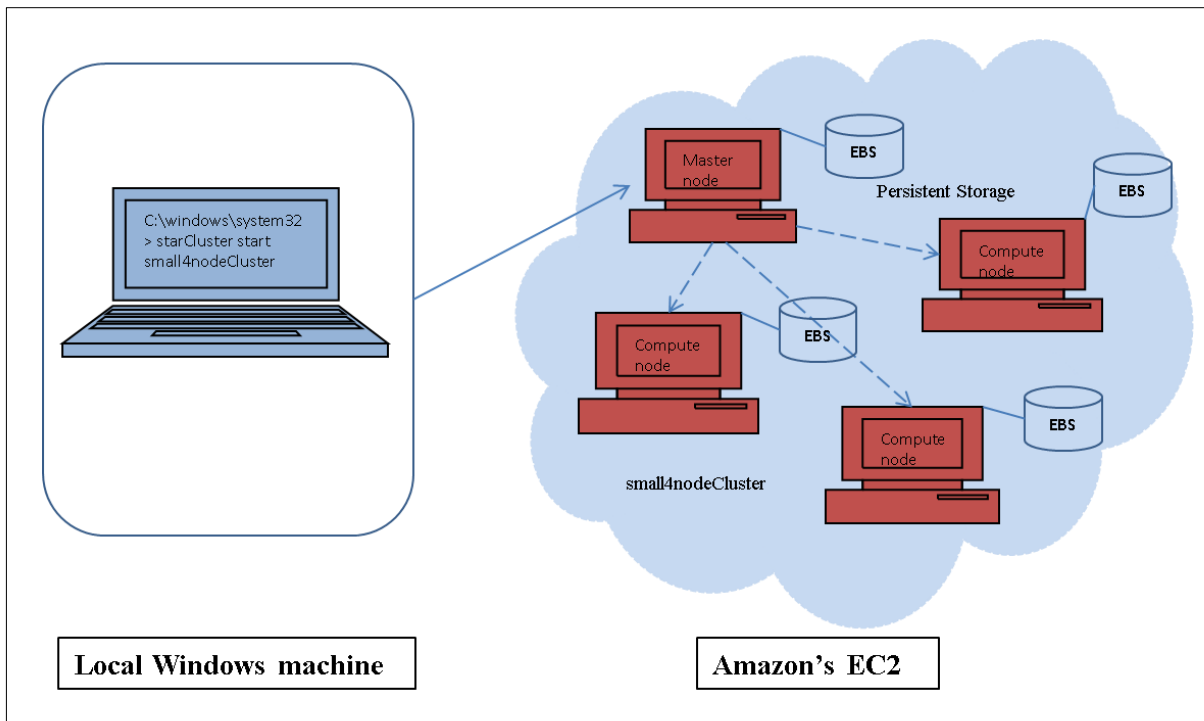 C:\windows\system32
> starCluster start
small4nodeCluster
Master
node
EBS
Persistent Storage
EBS
Compute
node
Compute
node
EBS
Compute
node
EBS
small4nodeCluster
Local Windows machine
Amazon's EC2